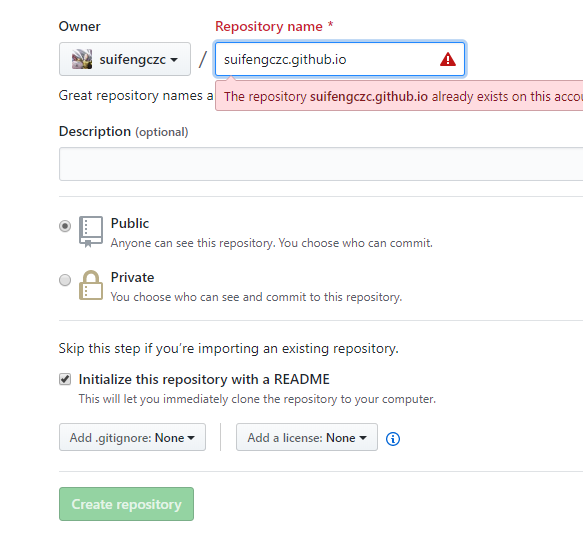 Owner
Repository name *
suifengczc
/
suifengczc.github.io
The repository suifengczc.github.io already exists on this
Great repository names
Description (optional)
Public
Anyone can see this repository. You choose who can commit.
Private
You choose who can see and commit to this repository.
Skip this step if you’re importing an existing repository.
Initialize this repository with a README
This will let you immediately clone the repository to your computer.
Add .gitignore: None
Add a license: None
Create repository